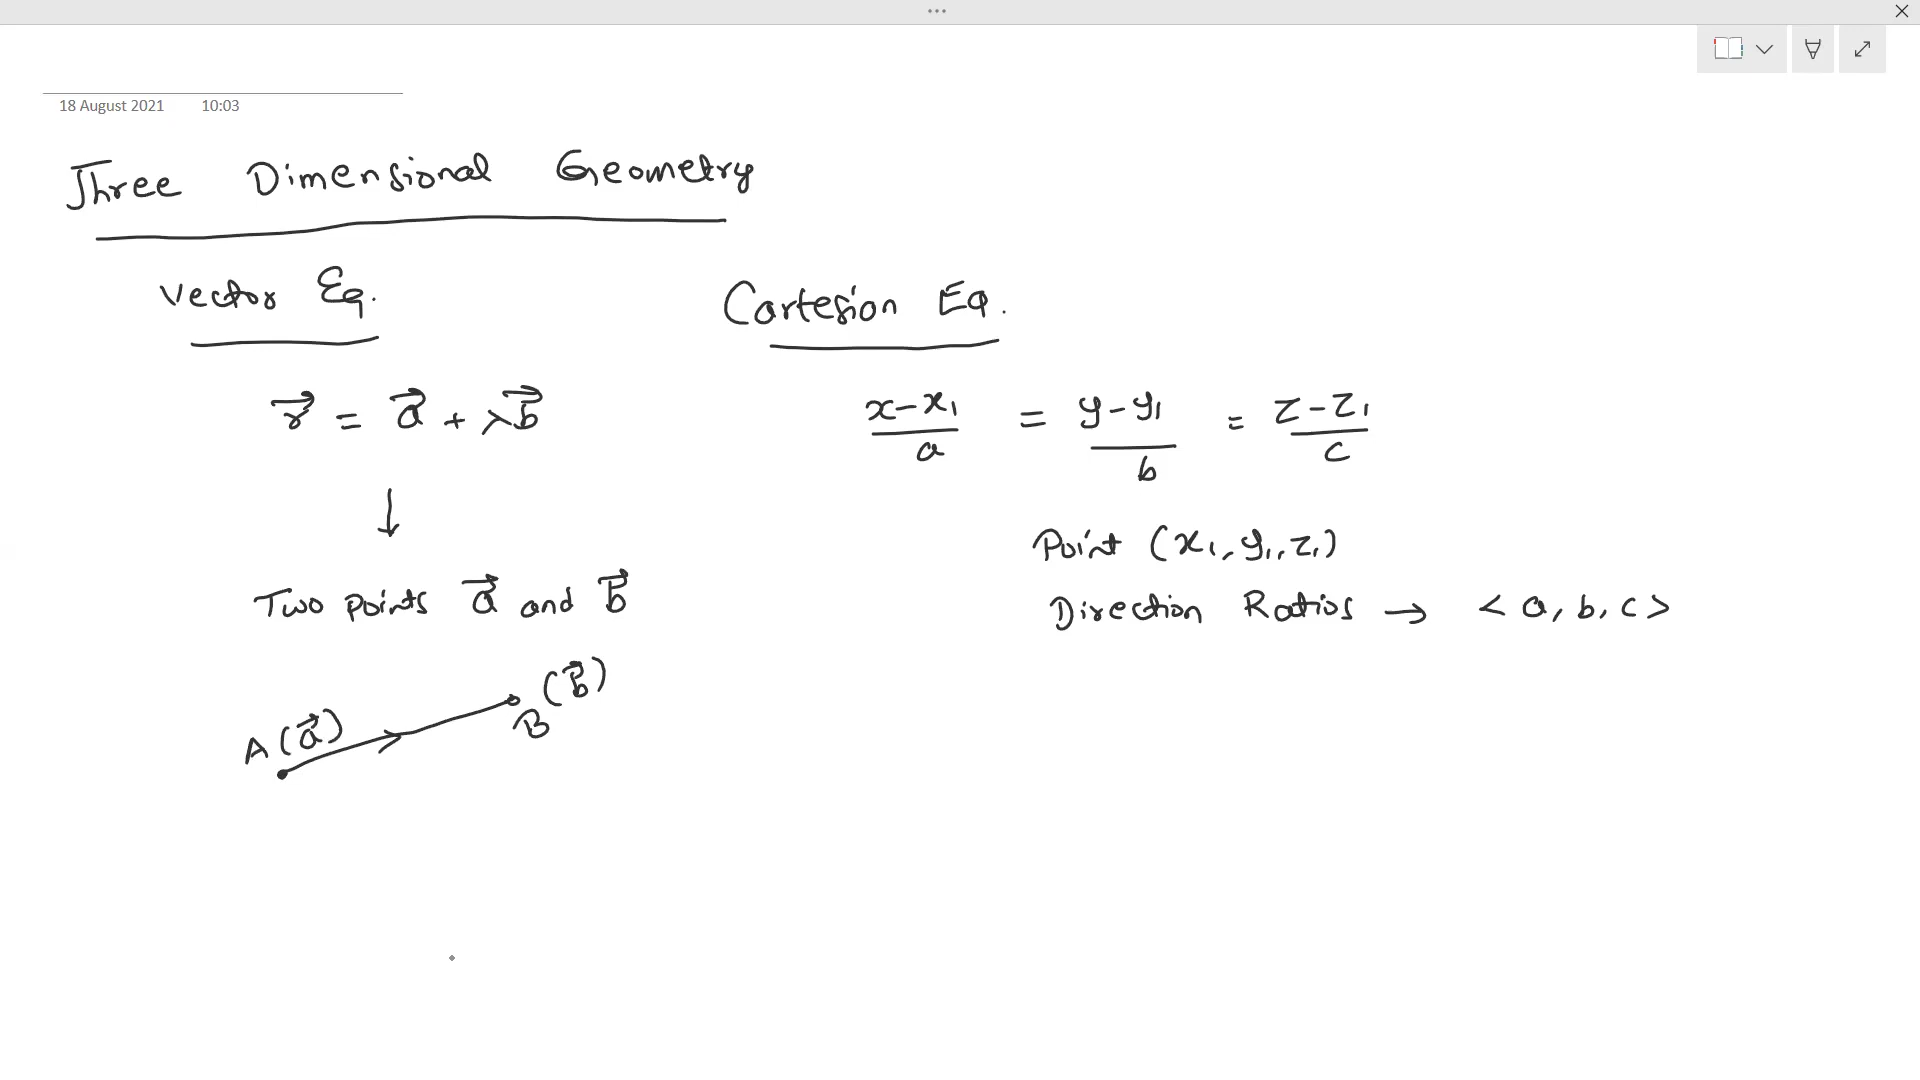 18 August 2021 10:03
Three Dimensional Geometry
Vector Eq.
Cartesion Eq.
r⃗ = a⃗ + λb⃗
x-x₁/a = y-y₁/b = z-z₁/c
↓
Point (x₁, y₁, z₁)
Two points a⃗ and b⃗
Direction Ratios → < a, b, c >
A(a⃗)
B (b⃗)